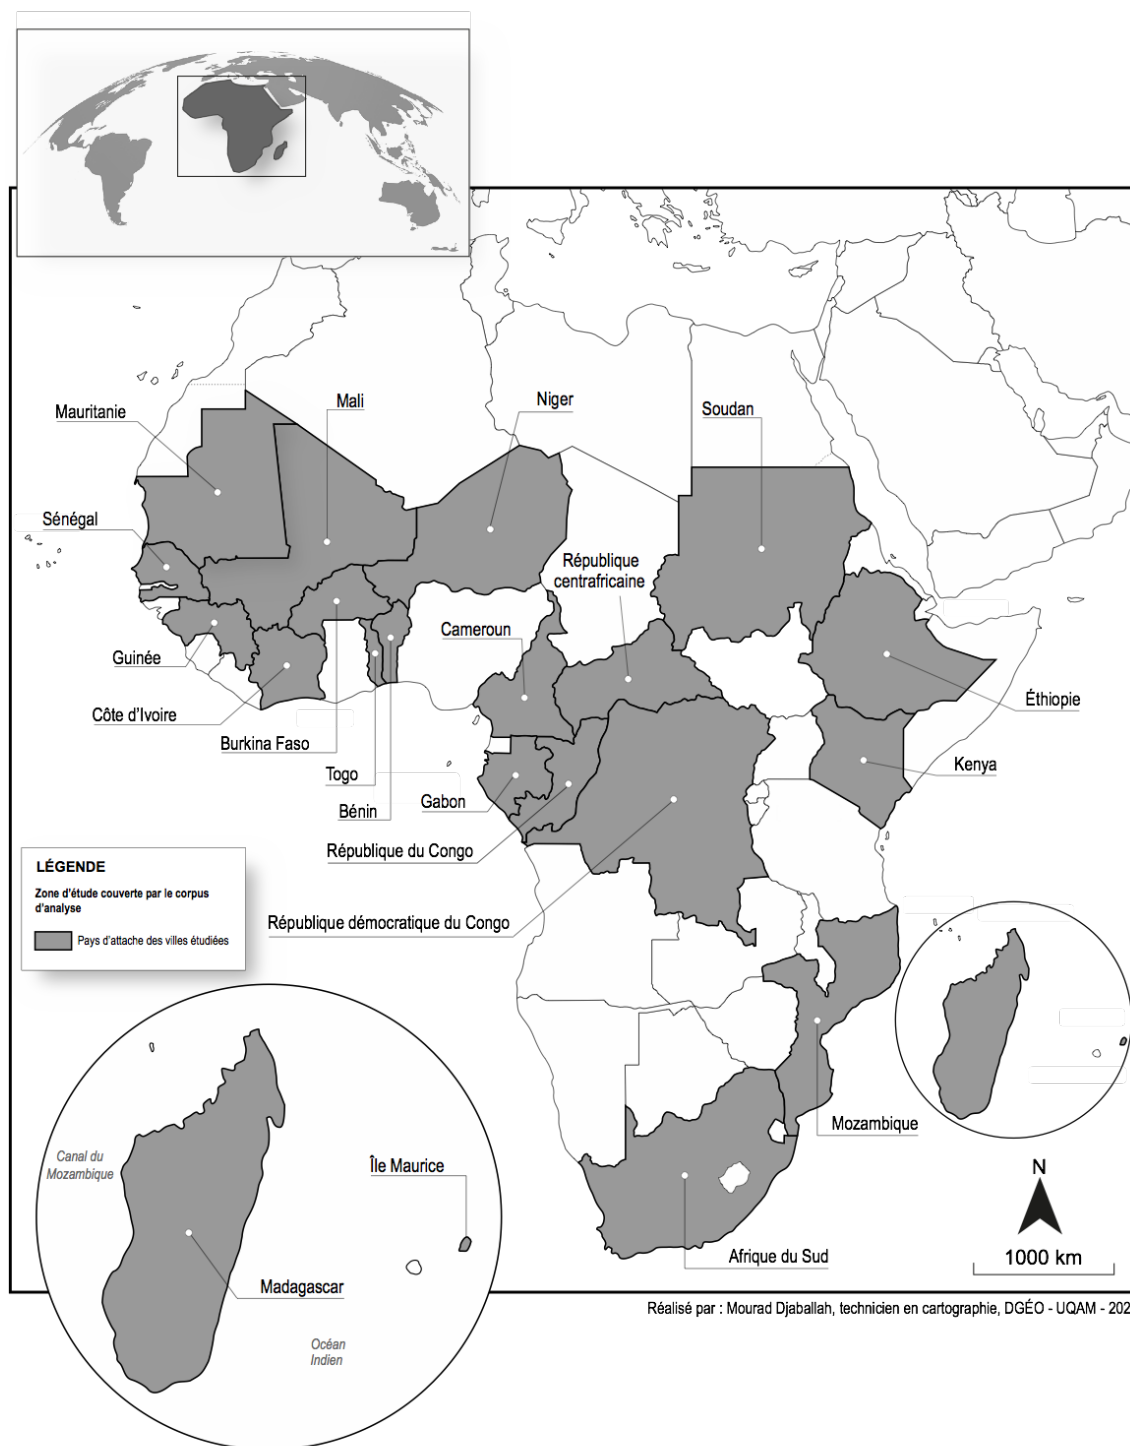 Mauritanie
Mali
Niger
Soudan
Sénégal
République
centrafricaine
Cameroun
Guinée
Côte d'Ivoire
Burkina Faso
Éthiopie
Togo
Kenya
Bénin
Gabon
République du Congo
LÉGENDE
Zone d'étude couverte par le corpus
d'analyse
Pays d'attache des villes étudiées
République démocratique du Congo
Mozambique
Canal du
Mozambique
Île Maurice
N
Afrique du Sud
1000 km
Madagascar
Réalisé par : Mourad Djaballah, technicien en cartographie, DGÉO - UQAM - 202
Océan
Indien